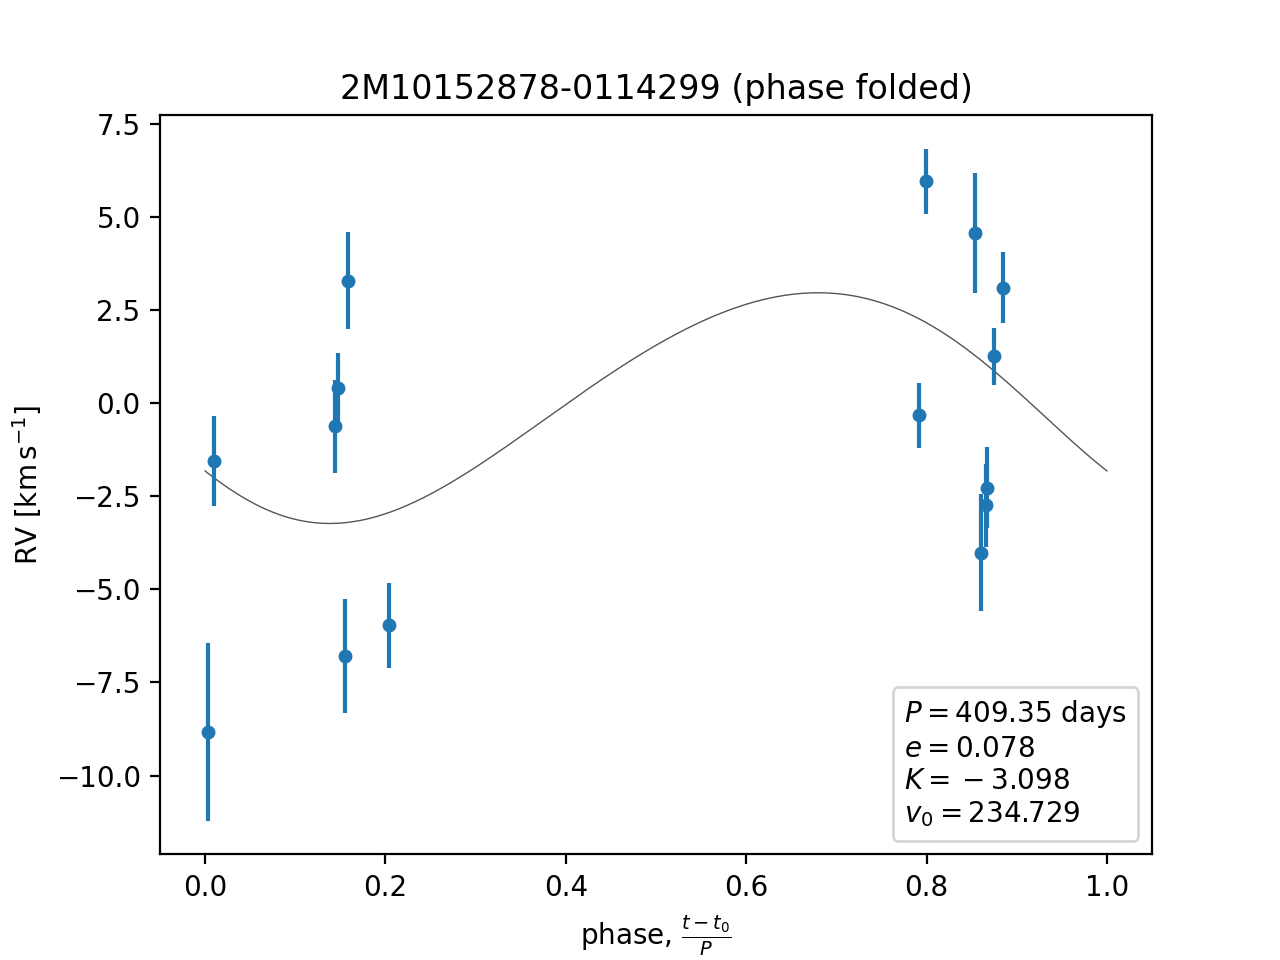 2M10152878-0114299 (phase folded)
7.5
5.0
2.5
0.0
−2.5
−5.0
−7.5
−10.0
RV [km s⁻¹]
P = 409.35 days
e = 0.078
K = − 3.098
v₀ = 234.729
0.0 0.2 0.4 0.6 0.8 1.0
phase, (t − t₀)/P